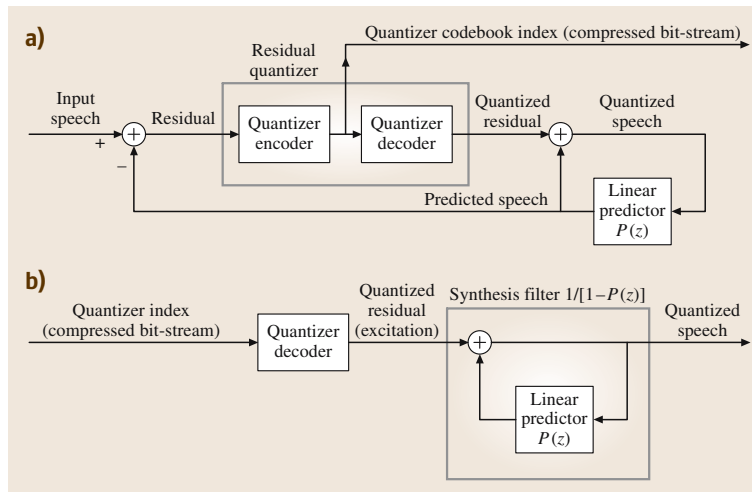 a)
Quantizer codebook index (compressed bit-stream)
Residual
quantizer
Input
speech
+
−
+
Residual
Quantizer
encoder
Quantizer
decoder
Quantized
residual
+
Quantized
speech
Predicted speech
Linear
predictor
P(z)
b)
Quantizer index
(compressed bit-stream)
Quantizer
decoder
Quantized
residual
(excitation)
Synthesis filter 1/[1–P(z)]
+
Linear
predictor
P(z)
Quantized
speech